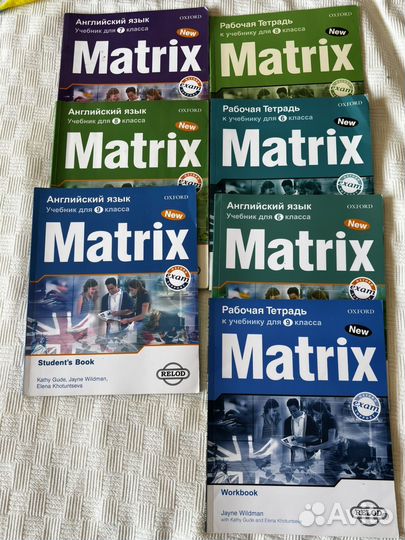 Английский язык
OXFORD
Учебник для 7 класса
New
Matrix
exam
Рабочая Тетрадь
OXFORD
к учебнику для 8 класса
New
Matrix
exam
Английский язык
OXFORD
Учебник для 8 класса
New
Matrix
Рабочая Тетрадь
OXFORD
к учебнику для 6 класса
New
Matrix
exam
Английский язык
OXFORD
Учебник для 9 класса
New
Matrix
exam
Student's Book
Kathy Gude, Jayne Wildman,
Elena Khotuntseva
RELOD
Английский язык
OXFORD
Учебник для 6 класса
New
Matrix
exam
Рабочая Тетрадь
OXFORD
к учебнику для 9 класса
New
Matrix
exam
Workbook
Jayne Wildman
with Kathy Gude and Elena Khotuntseva
RELOD
Avito